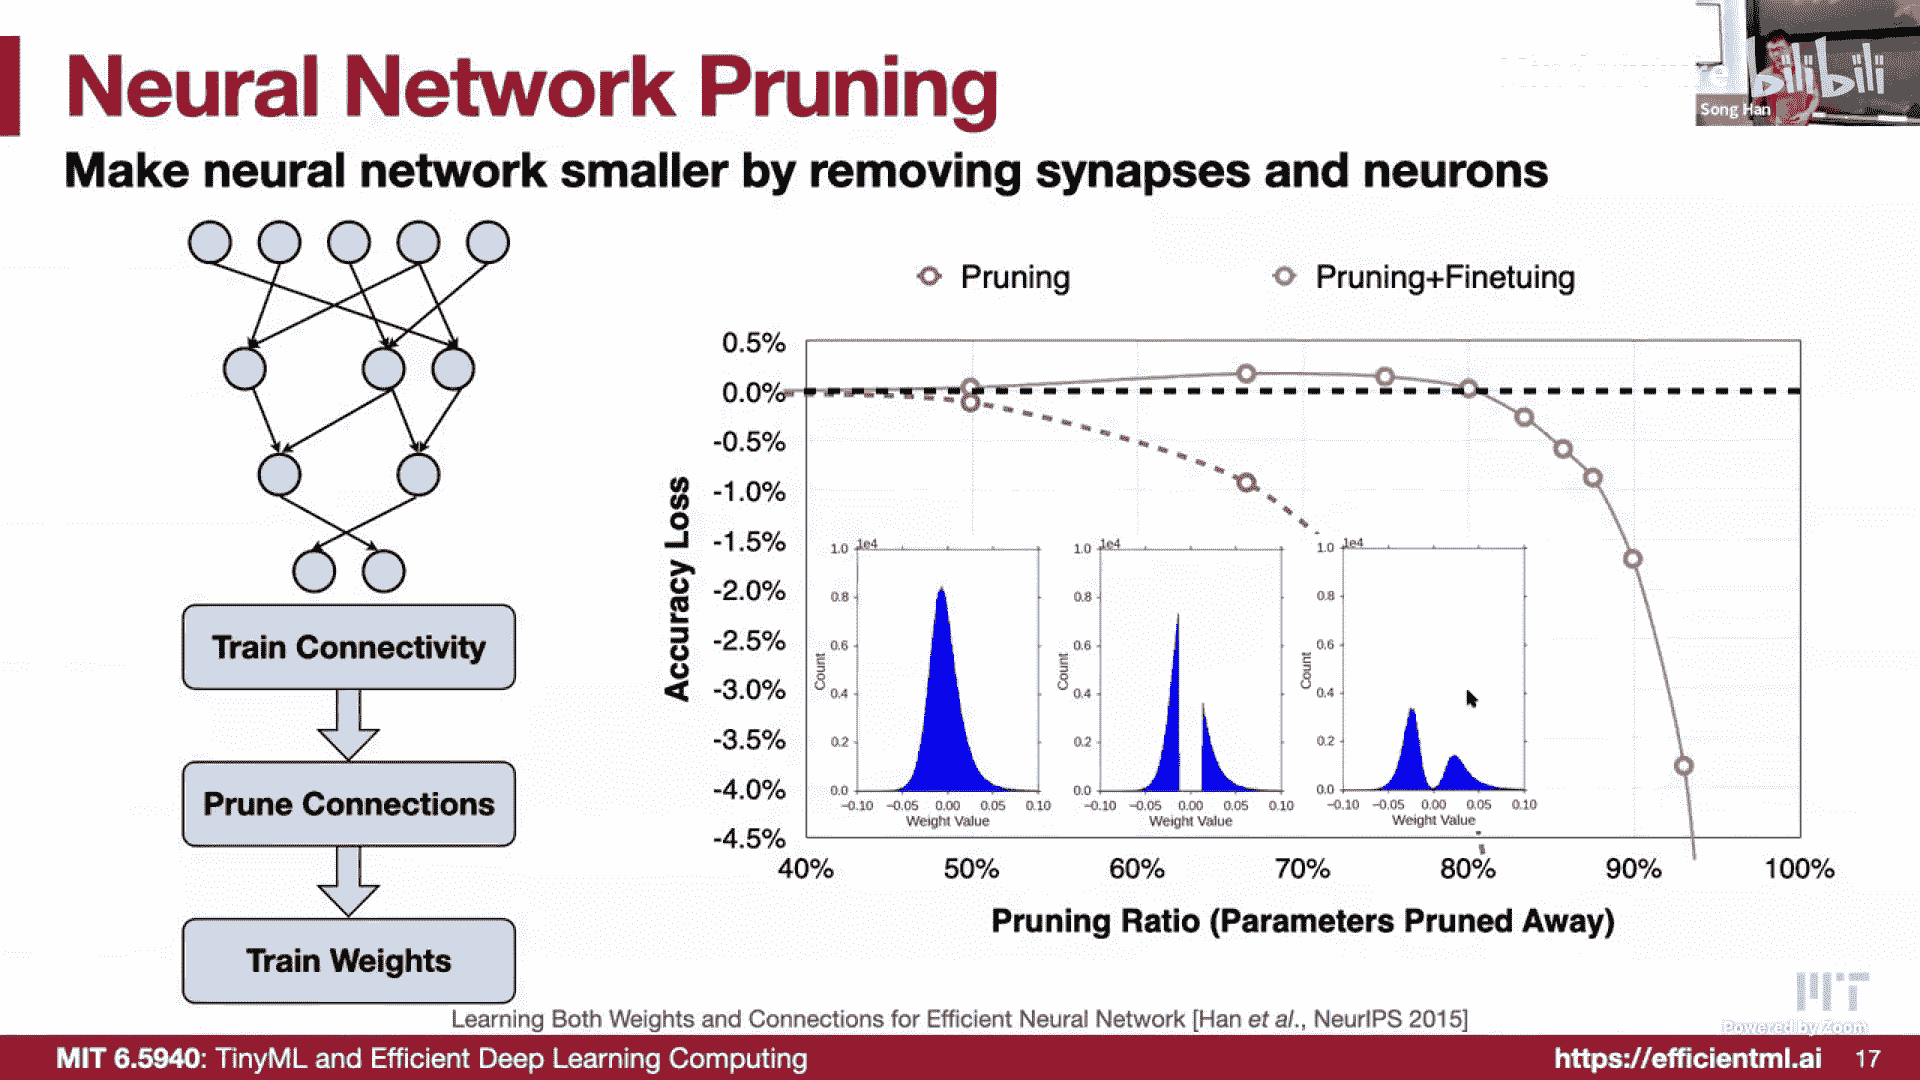 Neural Network Pruning
bilibili
Song Han
Make neural network smaller by removing synapses and neurons
Pruning
Pruning+Finetuing
0.5%
0.0%
-0.5%
-1.0%
-1.5%
-2.0%
-2.5%
-3.0%
-3.5%
-4.0%
-4.5%
Accuracy Loss
1e4
1.0
0.8
0.6
0.4
0.2
0.0
Count
−0.10 −0.05 0.00 0.05 0.10
Weight Value
1e4
1.0
0.8
0.6
0.4
0.2
0.0
Count
−0.10 −0.05 0.00 0.05 0.10
Weight Value
1e4
1.0
0.8
0.6
0.4
0.2
0.0
Count
−0.10 −0.05 0.00 0.05 0.10
Weight Value
40% 50% 60% 70% 80% 90% 100%
Pruning Ratio (Parameters Pruned Away)
Train Connectivity
Prune Connections
Train Weights
Learning Both Weights and Connections for Efficient Neural Network [Han et al., NeurIPS 2015]
MIT
Powered by Zoom
MIT 6.5940: TinyML and Efficient Deep Learning Computing
https://efficientml.ai
17